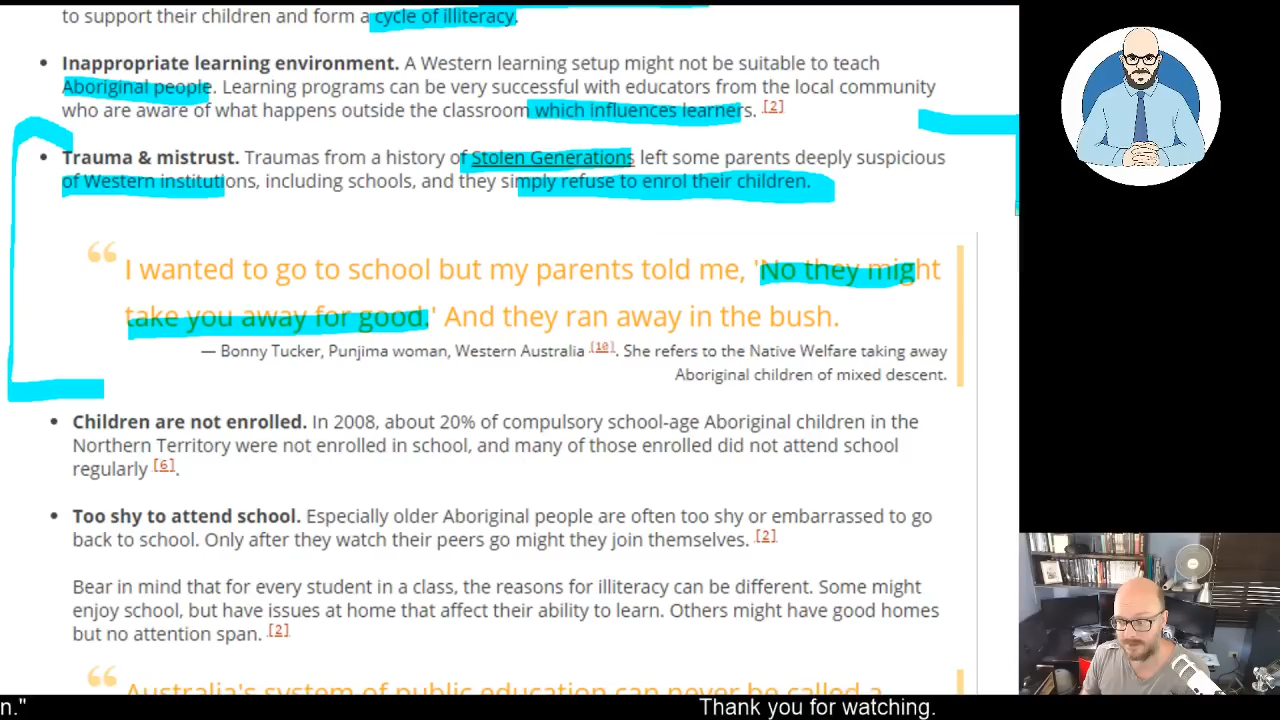 to support their children and form a cycle of illiteracy.
• Inappropriate learning environment. A Western learning setup might not be suitable to teach
Aboriginal people. Learning programs can be very successful with educators from the local community
who are aware of what happens outside the classroom which influences learners. [2]
• Trauma & mistrust. Traumas from a history of Stolen Generations left some parents deeply suspicious
of Western institutions, including schools, and they simply refuse to enrol their children.
“ I wanted to go to school but my parents told me, 'No they might
take you away for good.' And they ran away in the bush.
— Bonny Tucker, Punjima woman, Western Australia [10]. She refers to the Native Welfare taking away
Aboriginal children of mixed descent.
• Children are not enrolled. In 2008, about 20% of compulsory school-age Aboriginal children in the
Northern Territory were not enrolled in school, and many of those enrolled did not attend school
regularly [6].
• Too shy to attend school. Especially older Aboriginal people are often too shy or embarrassed to go
back to school. Only after they watch their peers go might they join themselves. [2]
Bear in mind that for every student in a class, the reasons for illiteracy can be different. Some might
enjoy school, but have issues at home that affect their ability to learn. Others might have good homes
but no attention span. [2]
“ Australia's system of public education can never be called a
n." Thank you for watching.